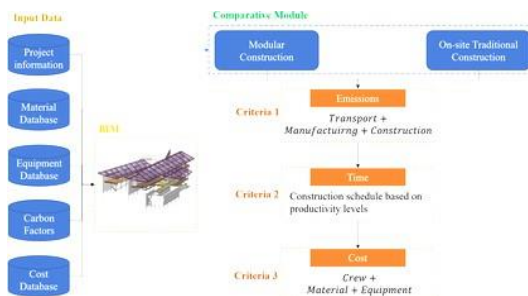 Input Data
Project
information
Material
Database
Equipment
Database
Carbon
Factors
Cost
Database
BIM
Comparative Module
Modular
Construction
On-site Traditional
Construction
Criteria 1
Emissions
Transport +
Manufactuirng + Construction
Criteria 2
Time
Construction schedule based on
productivity levels
Criteria 3
Cost
Crew +
Material + Equipment